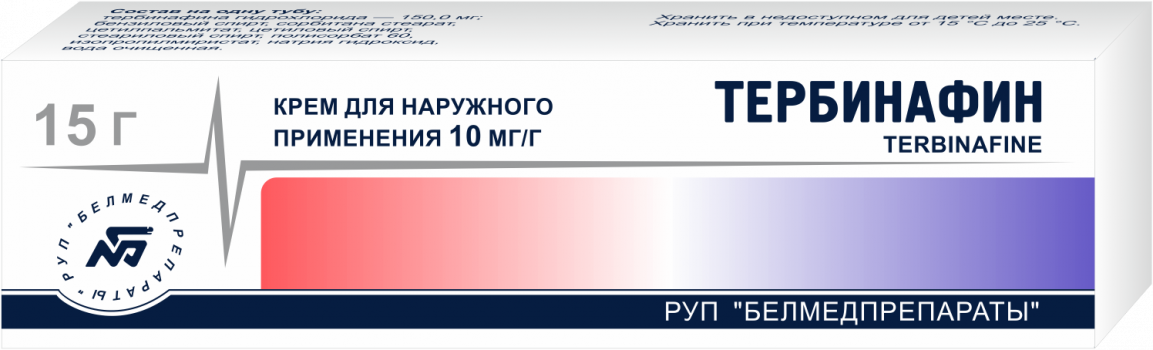 Состав на одну тубу:
тербинафина гидрохлорида — 150,0 мг;
бензиловый спирт, сорбитана стеарат,
цетилпальмитат, цетиловый спирт,
стеариловый спирт, полисорбат 60,
изопропилмиристат, натрия гидроксид,
вода очищенная.
Хранить в недоступном для детей месте.
Хранить при температуре от 15 °С до 25 °С.
15 Г
КРЕМ ДЛЯ НАРУЖНОГО
ПРИМЕНЕНИЯ 10 МГ/Г
ТЕРБИНАФИН
TERBINAFINE
РУП "БЕЛМЕДПРЕПАРАТЫ"
РУП "БЕЛМЕДПРЕПАРАТЫ"